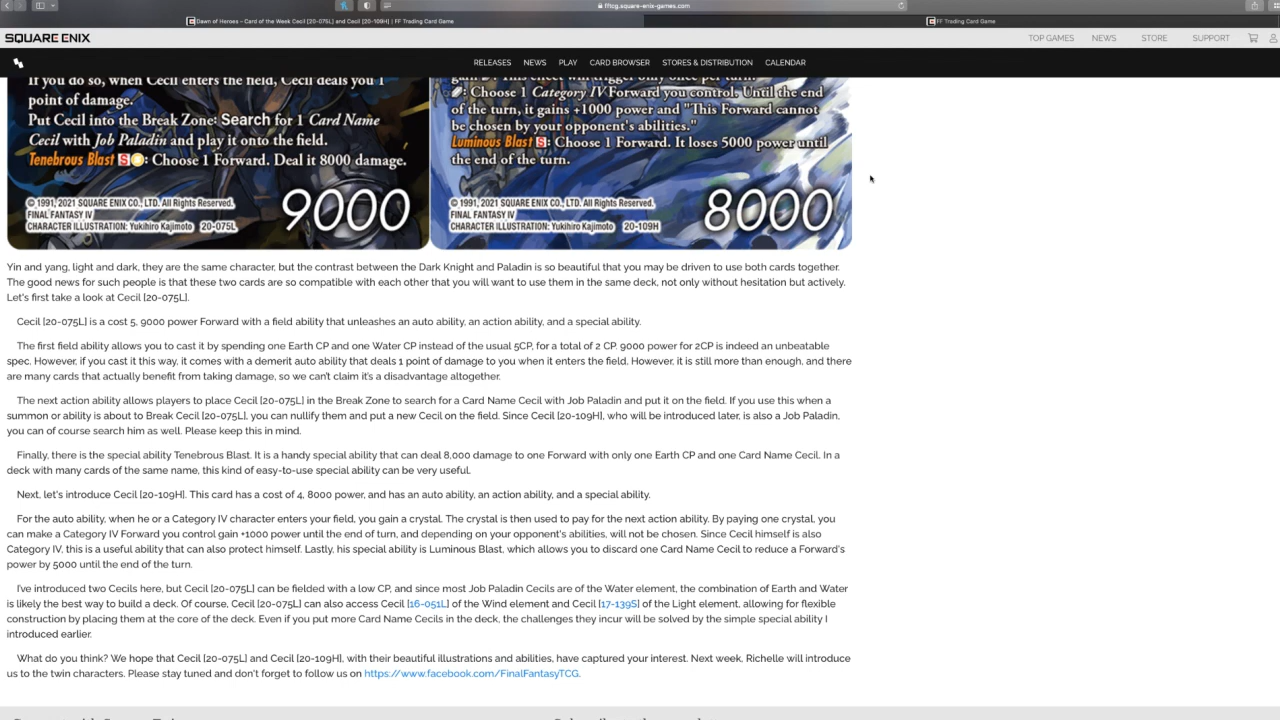 fftcg.square-enix-games.com
Dawn of Heroes – Card of the Week Cecil [20-075L] and Cecil [20-109H] | FF Trading Card Game
FF Trading Card Game
SQUARE ENIX
TOP GAMES NEWS STORE SUPPORT
RELEASES NEWS PLAY CARD BROWSER STORES & DISTRIBUTION CALENDAR
If you do so, when Cecil enters the field, Cecil deals you 1
point of damage.
Put Cecil into the Break Zone: Search for 1 Card Name
Cecil with Job Paladin and play it onto the field.
Tenebrous Blast S: Choose 1 Forward. Deal it 8000 damage.
© 1991, 2021 SQUARE ENIX CO., LTD. All Rights Reserved.
FINAL FANTASY IV
CHARACTER ILLUSTRATION: Yukihiro Kajimoto 20-075L
9000
: Choose 1 Category IV Forward you control. Until the end
of the turn, it gains +1000 power and "This Forward cannot
be chosen by your opponent's abilities."
Luminous Blast S: Choose 1 Forward. It loses 5000 power until
the end of the turn.
© 1991, 2021 SQUARE ENIX CO., LTD. All Rights Reserved.
FINAL FANTASY IV
CHARACTER ILLUSTRATION: Yukihiro Kajimoto 20-109H
8000
Yin and yang, light and dark, they are the same character, but the contrast between the Dark Knight and Paladin is so beautiful that you may be driven to use both cards together.
The good news for such people is that these two cards are so compatible with each other that you will want to use them in the same deck, not only without hesitation but actively.
Let's first take a look at Cecil [20-075L].
Cecil [20-075L] is a cost 5, 9000 power Forward with a field ability that unleashes an auto ability, an action ability, and a special ability.
The first field ability allows you to cast it by spending one Earth CP and one Water CP instead of the usual 5CP, for a total of 2 CP. 9000 power for 2CP is indeed an unbeatable
spec. However, if you cast it this way, it comes with a demerit auto ability that deals 1 point of damage to you when it enters the field. However, it is still more than enough, and there
are many cards that actually benefit from taking damage, so we can't claim it's a disadvantage altogether.
The next action ability allows players to place Cecil [20-075L] in the Break Zone to search for a Card Name Cecil with Job Paladin and put it on the field. If you use this when a
summon or ability is about to Break Cecil [20-075L], you can nullify them and put a new Cecil on the field. Since Cecil [20-109H], who will be introduced later, is also a Job Paladin,
you can of course search him as well. Please keep this in mind.
Finally, there is the special ability Tenebrous Blast. It is a handy special ability that can deal 8,000 damage to one Forward with only one Earth CP and one Card Name Cecil. In a
deck with many cards of the same name, this kind of easy-to-use special ability can be very useful.
Next, let's introduce Cecil [20-109H]. This card has a cost of 4, 8000 power, and has an auto ability, an action ability, and a special ability.
For the auto ability, when he or a Category IV character enters your field, you gain a crystal. The crystal is then used to pay for the next action ability. By paying one crystal, you
can make a Category IV Forward you control gain +1000 power until the end of turn, and depending on your opponent's abilities, will not be chosen. Since Cecil himself is also
Category IV, this is a useful ability that can also protect himself. Lastly, his special ability is Luminous Blast, which allows you to discard one Card Name Cecil to reduce a Forward's
power by 5000 until the end of the turn.
I've introduced two Cecils here, but Cecil [20-075L] can be fielded with a low CP, and since most Job Paladin Cecils are of the Water element, the combination of Earth and Water
is likely the best way to build a deck. Of course, Cecil [20-075L] can also access Cecil [16-051L] of the Wind element and Cecil [17-139S] of the Light element, allowing for flexible
construction by placing them at the core of the deck. Even if you put more Card Name Cecils in the deck, the challenges they incur will be solved by the simple special ability I
introduced earlier.
What do you think? We hope that Cecil [20-075L] and Cecil [20-109H], with their beautiful illustrations and abilities, have captured your interest. Next week, Richelle will introduce
us to the twin characters. Please stay tuned and don't forget to follow us on https://www.facebook.com/FinalFantasyTCG.